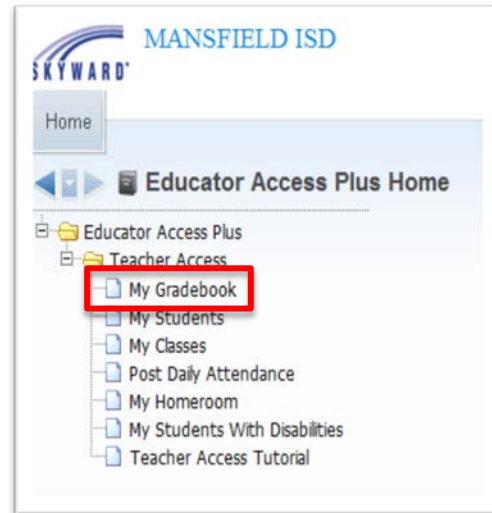 MANSFIELD ISD
SKYWARD®
Home
Educator Access Plus Home
Educator Access Plus
Teacher Access
My Gradebook
My Students
My Classes
Post Daily Attendance
My Homeroom
My Students With Disabilities
Teacher Access Tutorial